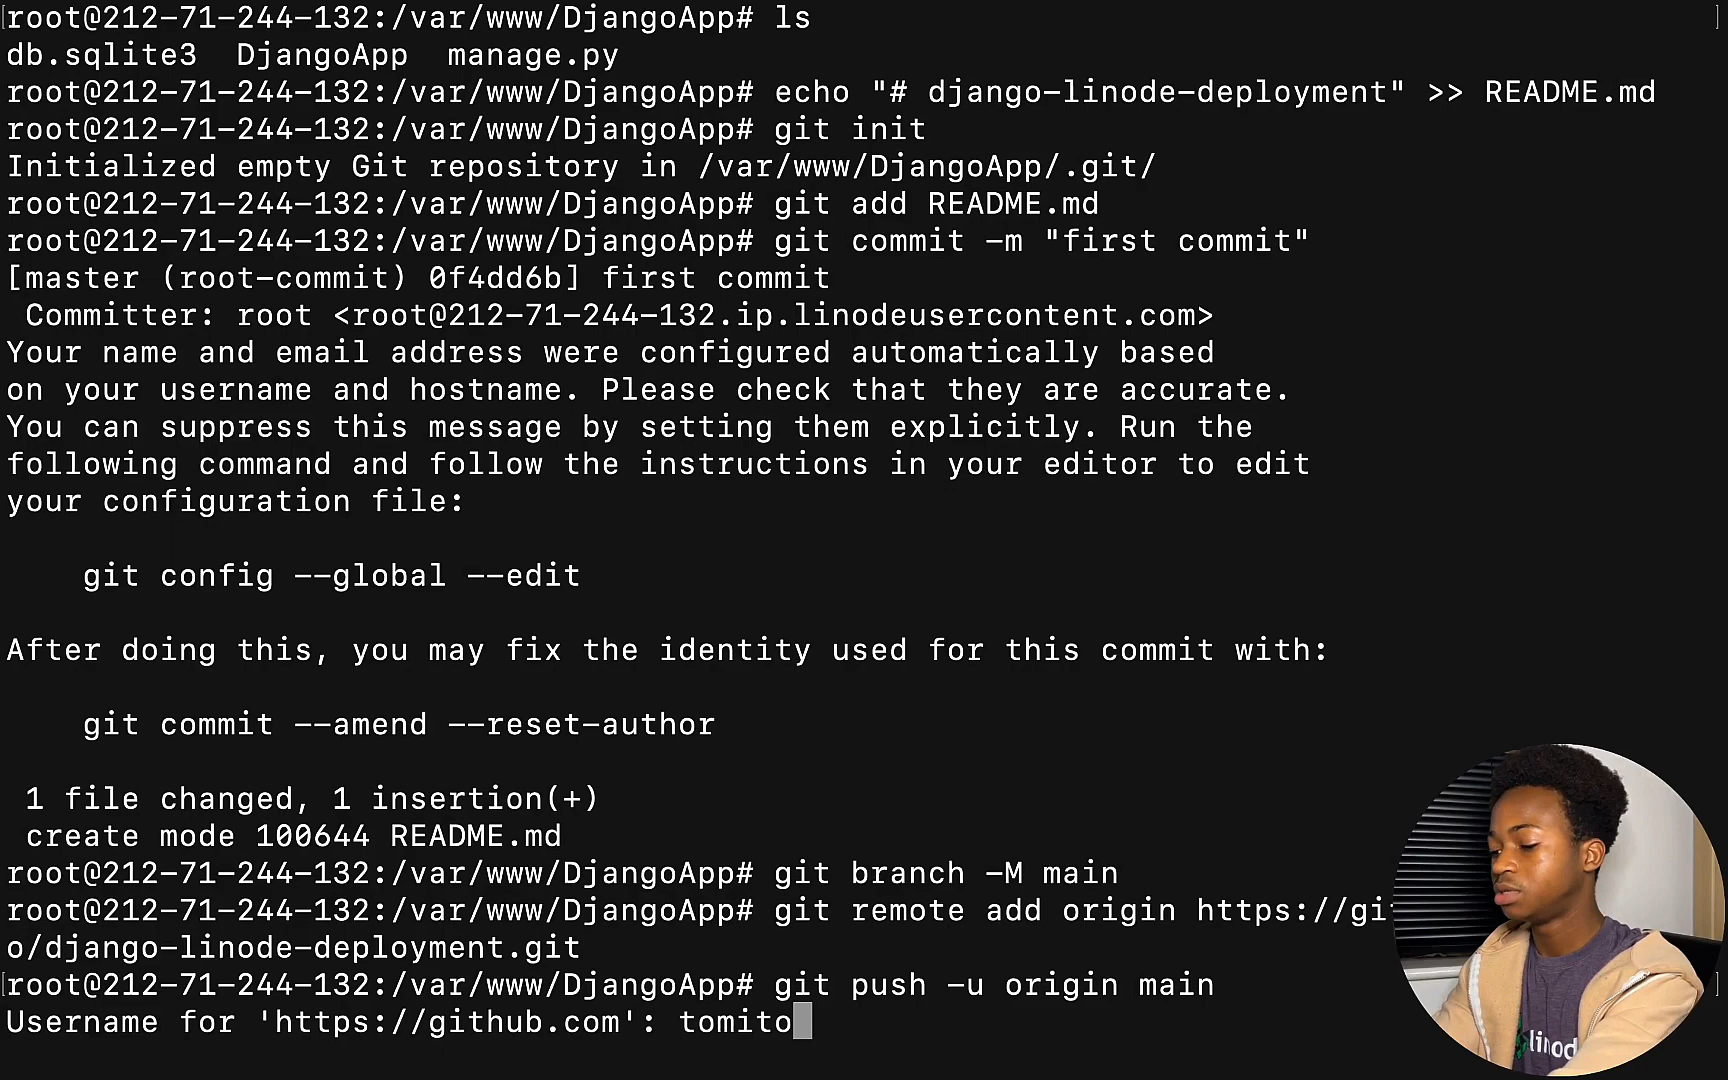 root@212-71-244-132:/var/www/DjangoApp# ls
db.sqlite3  DjangoApp  manage.py
root@212-71-244-132:/var/www/DjangoApp# echo "# django-linode-deployment" >> README.md
root@212-71-244-132:/var/www/DjangoApp# git init
Initialized empty Git repository in /var/www/DjangoApp/.git/
root@212-71-244-132:/var/www/DjangoApp# git add README.md
root@212-71-244-132:/var/www/DjangoApp# git commit -m "first commit"
[master (root-commit) 0f4dd6b] first commit
 Committer: root <root@212-71-244-132.ip.linodeusercontent.com>
Your name and email address were configured automatically based
on your username and hostname. Please check that they are accurate.
You can suppress this message by setting them explicitly. Run the
following command and follow the instructions in your editor to edit
your configuration file:

    git config --global --edit

After doing this, you may fix the identity used for this commit with:

    git commit --amend --reset-author

 1 file changed, 1 insertion(+)
 create mode 100644 README.md
root@212-71-244-132:/var/www/DjangoApp# git branch -M main
root@212-71-244-132:/var/www/DjangoApp# git remote add origin https://git
o/django-linode-deployment.git
root@212-71-244-132:/var/www/DjangoApp# git push -u origin main
Username for 'https://github.com': tomito
linod